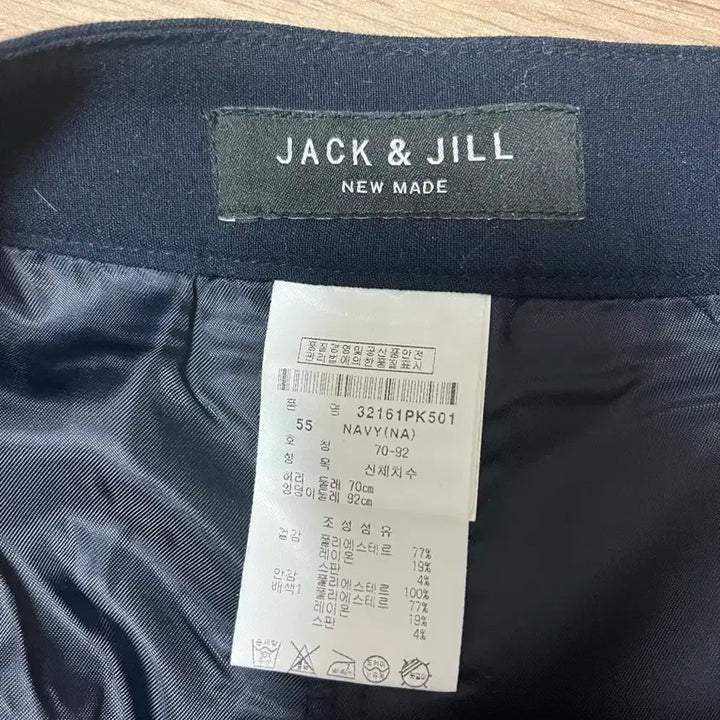 JACK & JILL
NEW MADE
품질경영및공산품안전
관리법에의한품질표시
품 번 32161PK501
55 NAVY(NA)
호 칭 70-92
항 목 신체치수
허리 둘레 70cm
엉덩이둘레 92cm
조성섬유
겉감 폴리에스테르 77%
레이온 19%
스판 4%
안감 폴리에스테르 100%
배색1 폴리에스테르 77%
레이온 19%
스판 4%